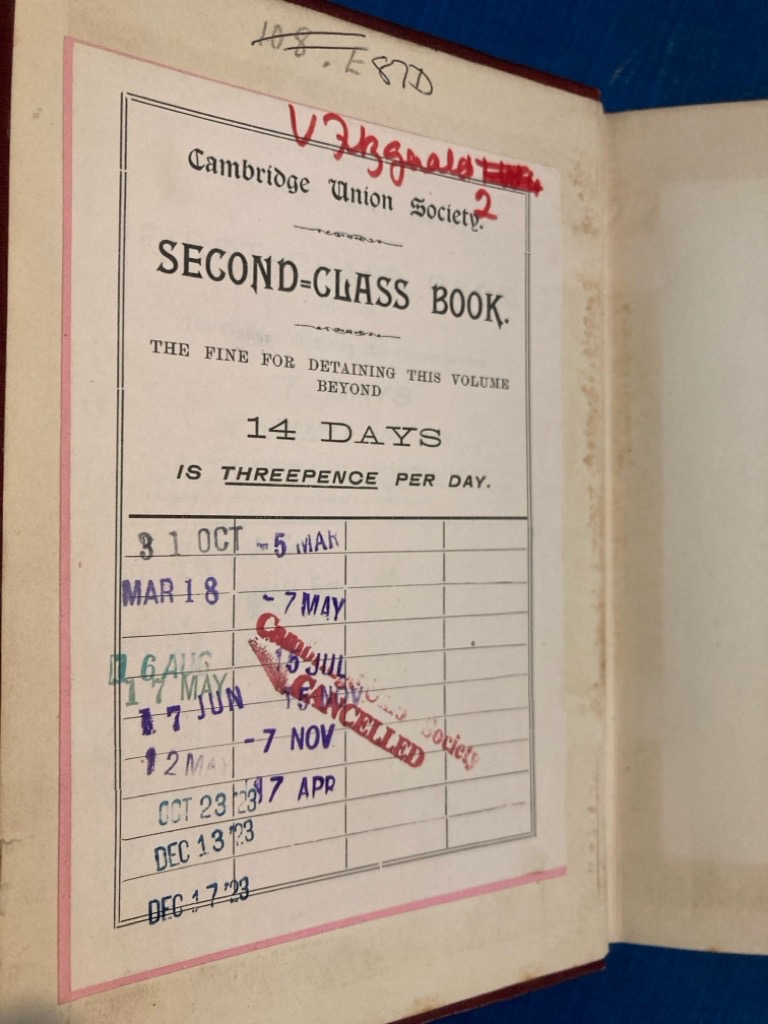 108. E87D
V Fitzgerald
2
Cambridge Union Society.
SECOND=CLASS BOOK.
THE FINE FOR DETAINING THIS VOLUME
BEYOND
14 DAYS
IS THREEPENCE PER DAY.
31 OCT
MAR 18
16 AUG
17 MAY
17 JUN
12 MAY
OCT 23 '23
DEC 13 '23
DEC 17 '23
- 5 MAR
- 7 MAY
15 JUL
15 NOV
- 7 NOV
17 APR
Society
CANCELLED